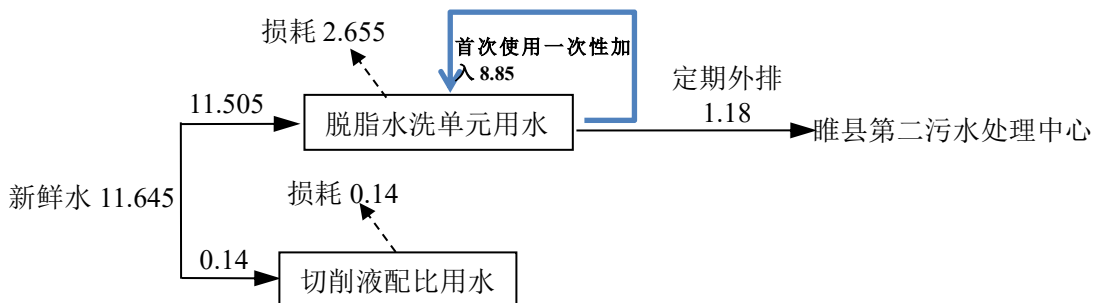 损耗 2.655
首次使用一次性加
入 8.85
定期外排
11.505
1.18
脱脂水洗单元用水
睢县第二污水处理中心
新鲜水 11.645
损耗 0.14
0.14
切削液配比用水